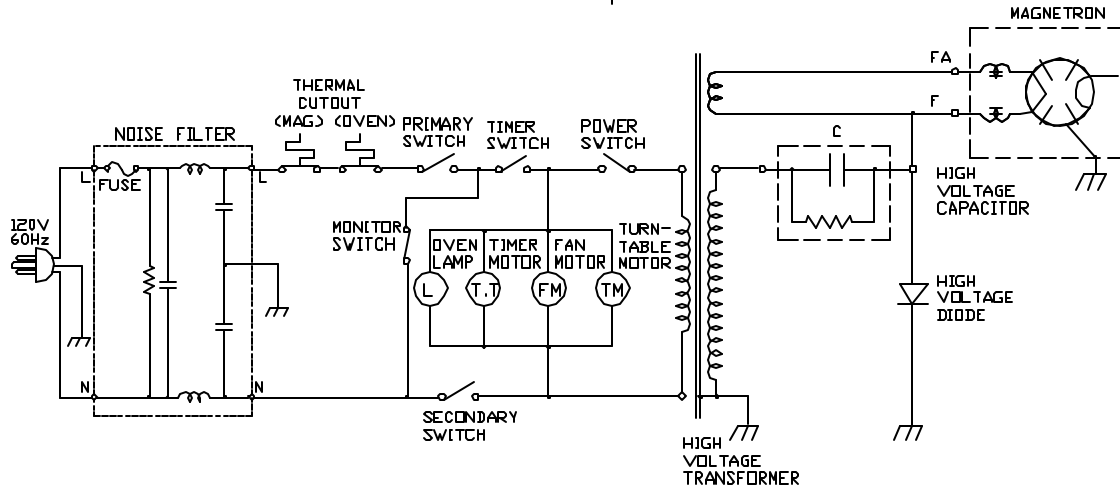 MAGNETRON
FA
F
THERMAL
CUTOUT
(MAG) (OVEN)
NOISE FILTER
PRIMARY
SWITCH
TIMER
SWITCH
POWER
SWITCH
C
L
FUSE
L
HIGH
VOLTAGE
CAPACITOR
120V
60Hz
MONITOR
SWITCH
OVEN
LAMP
TIMER
MOTOR
FAN
MOTOR
TURN-
TABLE
MOTOR
L
T.T
FM
TM
HIGH
VOLTAGE
DIODE
N
N
SECONDARY
SWITCH
HIGH
VOLTAGE
TRANSFORMER